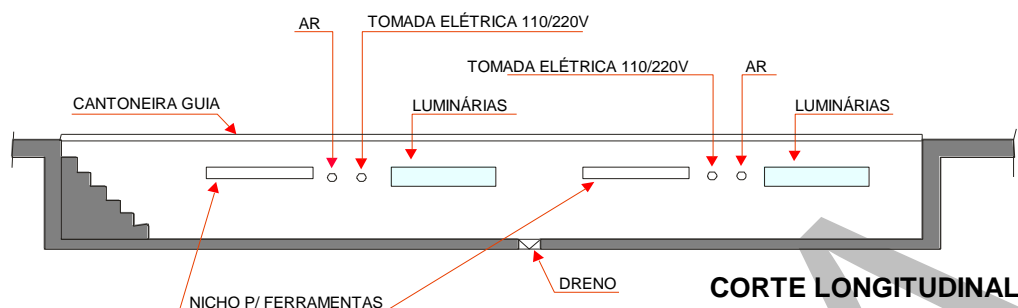 AR
TOMADA ELÉTRICA 110/220V
TOMADA ELÉTRICA 110/220V
AR
CANTONEIRA GUIA
LUMINÁRIAS
LUMINÁRIAS
DRENO
CORTE LONGITUDINAL
NICHO P/ FERRAMENTAS